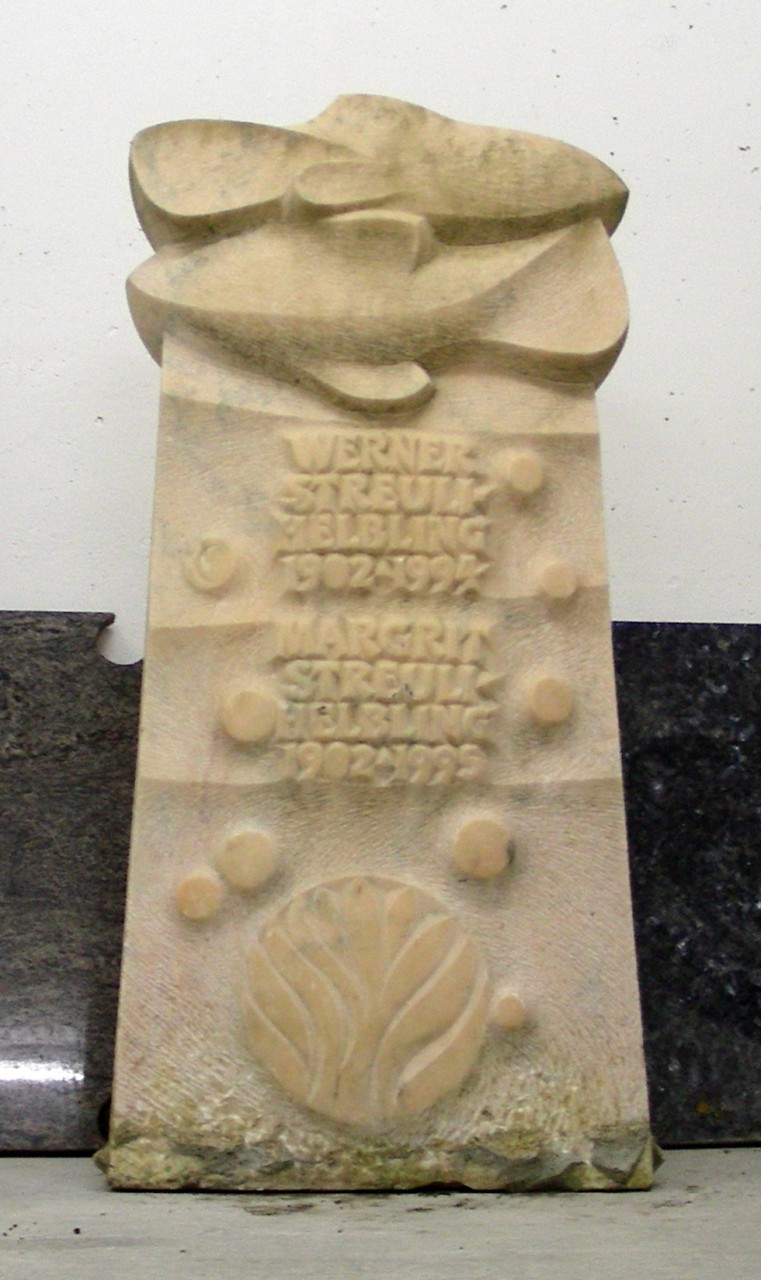 WERNER
STREULI-
HELBLING
1902~1994
MARGRIT
STREULI-
HELBLING
1902~1995